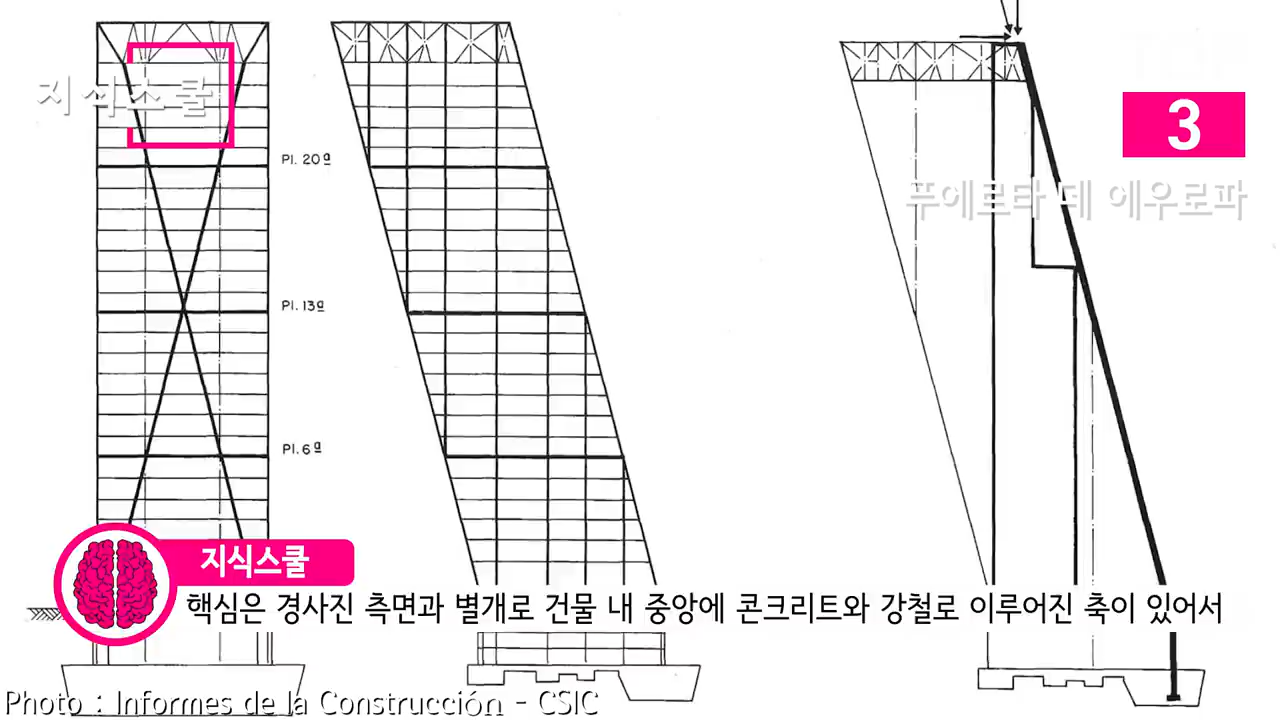 지식스쿨
3
푸에르타 데 에우로파
Pl. 20ª
Pl. 13ª
Pl. 6ª
지식스쿨
핵심은 경사진 측면과 별개로 건물 내 중앙에 콘크리트와 강철로 이루어진 축이 있어서
Photo : Informes de la Construcción - CSIC